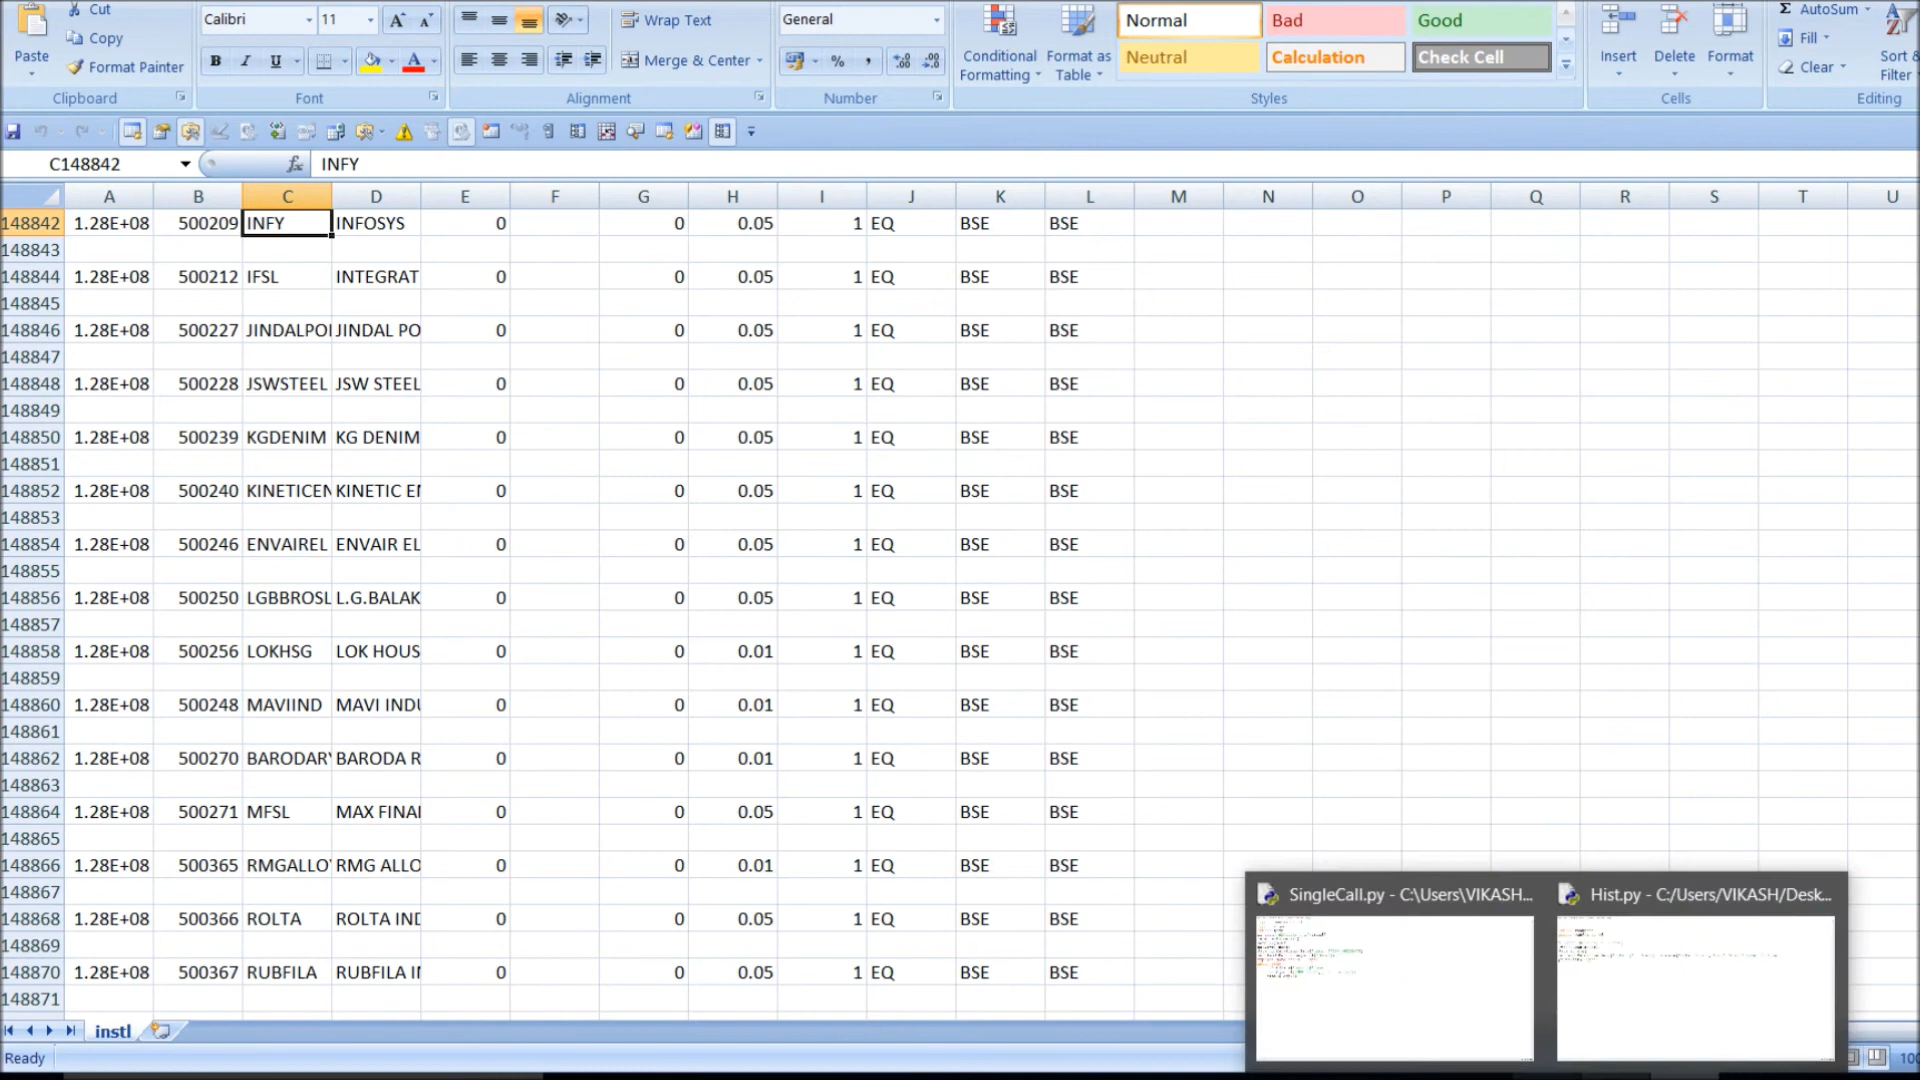 Cut
Copy
Paste
Format Painter
Clipboard
Calibri 11
B I U
Font
Wrap Text
Merge & Center
Alignment
General
%
Number
Conditional Formatting
Format as Table
Normal Bad Good
Neutral Calculation Check Cell
Styles
Insert Delete Format
Cells
Σ AutoSum
Fill
Clear
Sort &
Filter
Editing
C148842 fx INFY
A B C D E F G H I J K L M N O P Q R S T U
148842 1.28E+08 500209 INFY INFOSYS 0 0 0.05 1 EQ BSE BSE
148843
148844 1.28E+08 500212 IFSL INTEGRAT 0 0 0.05 1 EQ BSE BSE
148845
148846 1.28E+08 500227 JINDALPO JINDAL PO 0 0 0.05 1 EQ BSE BSE
148847
148848 1.28E+08 500228 JSWSTEEL JSW STEEL 0 0 0.05 1 EQ BSE BSE
148849
148850 1.28E+08 500239 KGDENIM KG DENIM 0 0 0.05 1 EQ BSE BSE
148851
148852 1.28E+08 500240 KINETICEN KINETIC EN 0 0 0.05 1 EQ BSE BSE
148853
148854 1.28E+08 500246 ENVAIREL ENVAIR EL 0 0 0.05 1 EQ BSE BSE
148855
148856 1.28E+08 500250 LGBBROSL L.G.BALAK 0 0 0.05 1 EQ BSE BSE
148857
148858 1.28E+08 500256 LOKHSG LOK HOUS 0 0 0.01 1 EQ BSE BSE
148859
148860 1.28E+08 500248 MAVIIND MAVI INDU 0 0 0.01 1 EQ BSE BSE
148861
148862 1.28E+08 500270 BARODARY BARODA R 0 0 0.01 1 EQ BSE BSE
148863
148864 1.28E+08 500271 MFSL MAX FINAN 0 0 0.05 1 EQ BSE BSE
148865
148866 1.28E+08 500365 RMGALLOY RMG ALLO 0 0 0.01 1 EQ BSE BSE
148867
148868 1.28E+08 500366 ROLTA ROLTA IND 0 0 0.05 1 EQ BSE BSE
148869
148870 1.28E+08 500367 RUBFILA RUBFILA IN 0 0 0.05 1 EQ BSE BSE
148871
SingleCall.py - C:\Users\VIKASH... Hist.py - C:/Users/VIKASH/Desk...
instl
Ready
100